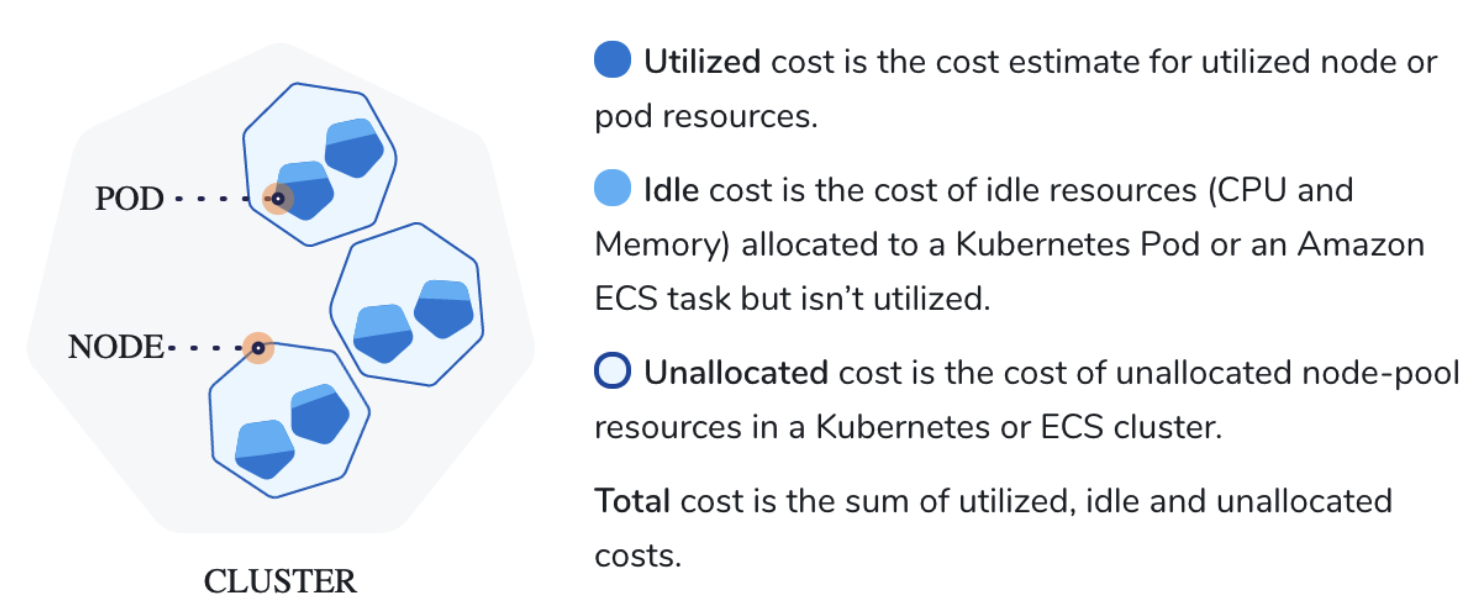 POD
NODE
CLUSTER
Utilized cost is the cost estimate for utilized node or
pod resources.
Idle cost is the cost of idle resources (CPU and
Memory) allocated to a Kubernetes Pod or an Amazon
ECS task but isn’t utilized.
Unallocated cost is the cost of unallocated node-pool
resources in a Kubernetes or ECS cluster.
Total cost is the sum of utilized, idle and unallocated
costs.